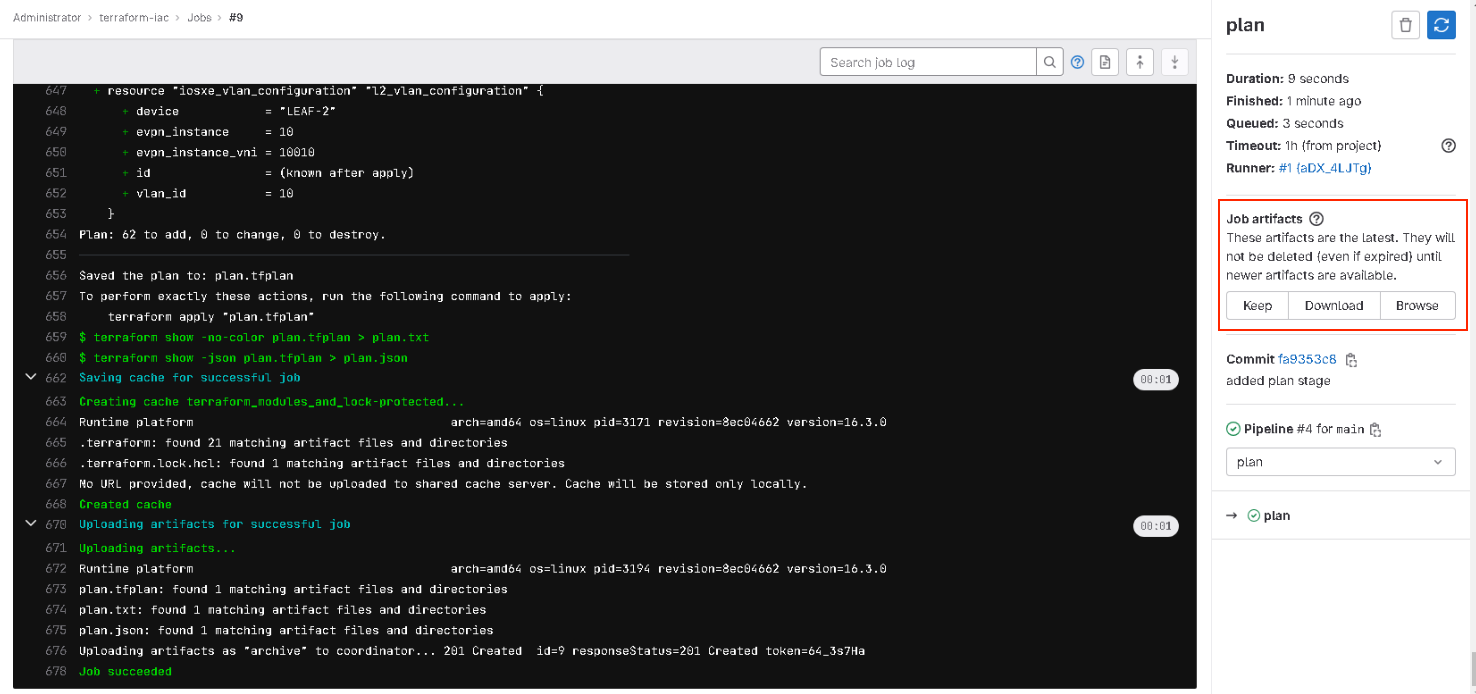 Administrator › terraform-iac › Jobs › #9
Search job log
647 + resource "iosxe_vlan_configuration" "l2_vlan_configuration" {
648 + device = "LEAF-2"
649 + evpn_instance = 10
650 + evpn_instance_vni = 10010
651 + id = (known after apply)
652 + vlan_id = 10
653 }
654 Plan: 62 to add, 0 to change, 0 to destroy.
655
656 Saved the plan to: plan.tfplan
657 To perform exactly these actions, run the following command to apply:
658 terraform apply "plan.tfplan"
659 $ terraform show -no-color plan.tfplan > plan.txt
660 $ terraform show -json plan.tfplan > plan.json
662 Saving cache for successful job 00:01
663 Creating cache terraform_modules_and_lock-protected...
664 Runtime platform arch=amd64 os=linux pid=3171 revision=8ec04662 version=16.3.0
665 .terraform: found 21 matching artifact files and directories
666 .terraform.lock.hcl: found 1 matching artifact files and directories
667 No URL provided, cache will not be uploaded to shared cache server. Cache will be stored only locally.
668 Created cache
670 Uploading artifacts for successful job 00:01
671 Uploading artifacts...
672 Runtime platform arch=amd64 os=linux pid=3194 revision=8ec04662 version=16.3.0
673 plan.tfplan: found 1 matching artifact files and directories
674 plan.txt: found 1 matching artifact files and directories
675 plan.json: found 1 matching artifact files and directories
676 Uploading artifacts as "archive" to coordinator... 201 Created id=9 responseStatus=201 Created token=64_3s7Ha
678 Job succeeded
plan
Duration: 9 seconds
Finished: 1 minute ago
Queued: 3 seconds
Timeout: 1h (from project)
Runner: #1 (aDX_4LJTg)
Job artifacts
These artifacts are the latest. They will
not be deleted (even if expired) until
newer artifacts are available.
Keep Download Browse
Commit fa9353c8
added plan stage
Pipeline #4 for main
plan
→ plan